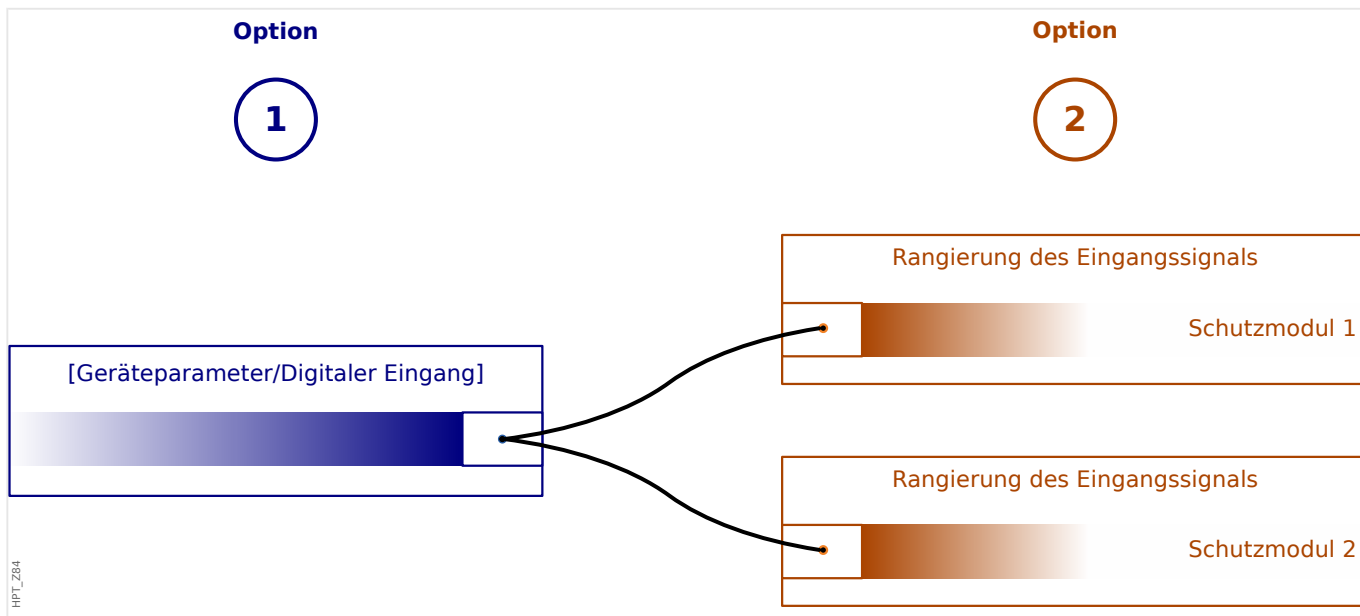 Option
1
Option
2
[Geräteparameter/Digitaler Eingang]
Rangierung des Eingangssignals
Schutzmodul 1
Rangierung des Eingangssignals
Schutzmodul 2
HPT_Z84